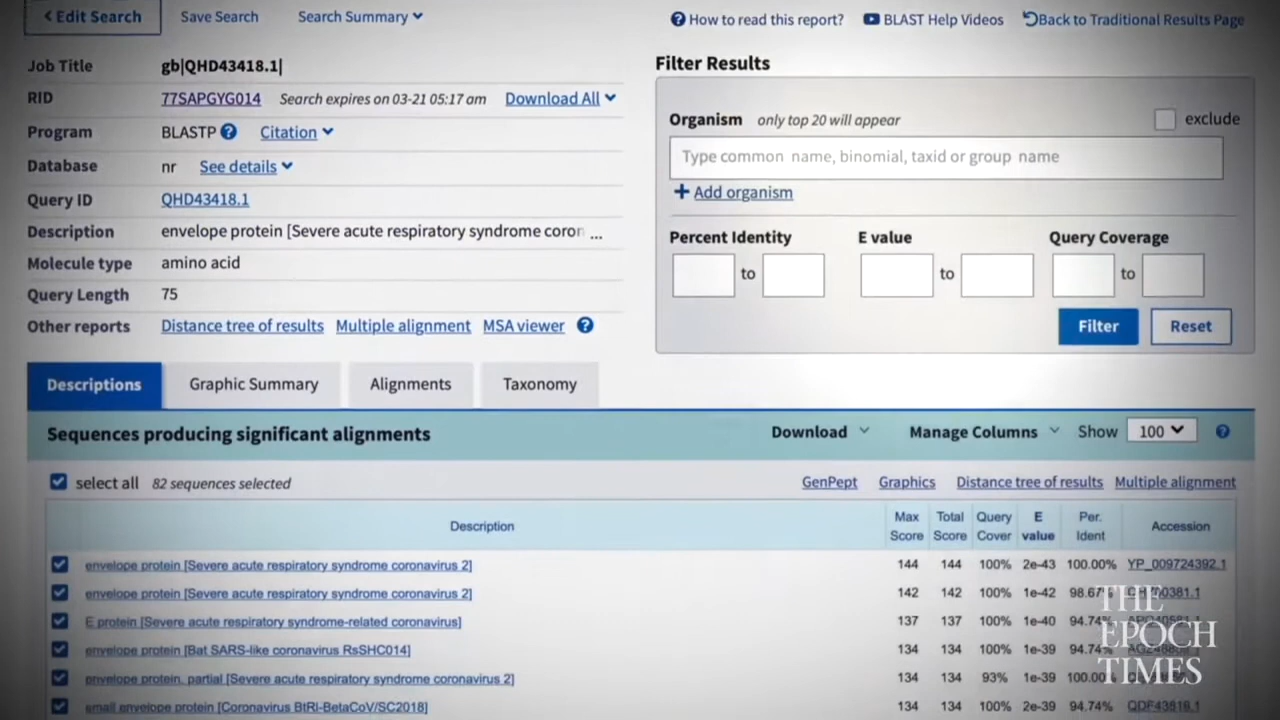 Edit Search Save Search Search Summary How to read this report? BLAST Help Videos Back to Traditional Results Page
Job Title gb|QHD43418.1|
RID 77SAPGYG014 Search expires on 03-21 05:17 am Download All
Program BLASTP Citation
Database nr See details
Query ID QHD43418.1
Description envelope protein [Severe acute respiratory syndrome coron ...
Molecule type amino acid
Query Length 75
Other reports Distance tree of results Multiple alignment MSA viewer
Filter Results
Organism only top 20 will appear exclude
Type common name, binomial, taxid or group name
Add organism
Percent Identity E value Query Coverage
to to to
Filter Reset
Descriptions Graphic Summary Alignments Taxonomy
Sequences producing significant alignments Download Manage Columns Show 100
select all 82 sequences selected GenPept Graphics Distance tree of results Multiple alignment
Description Max Score Total Score Query Cover E value Per. Ident Accession
envelope protein [Severe acute respiratory syndrome coronavirus 2] 144 144 100% 2e-43 100.00% YP_009724392.1
envelope protein [Severe acute respiratory syndrome coronavirus 2] 142 142 100% 1e-42 98.67%
E protein [Severe acute respiratory syndrome-related coronavirus] 137 137 100% 1e-40 94.74%
envelope protein [Bat SARS-like coronavirus RsSHC014] 134 134 100% 1e-39 94.74%
envelope protein, partial [Severe acute respiratory syndrome coronavirus 2] 134 134 93% 1e-39 100.00%
small envelope protein [Coronavirus BtRl-BetaCoV/SC2018] 134 134 100% 2e-39 94.74%
THE
EPOCH
TIMES